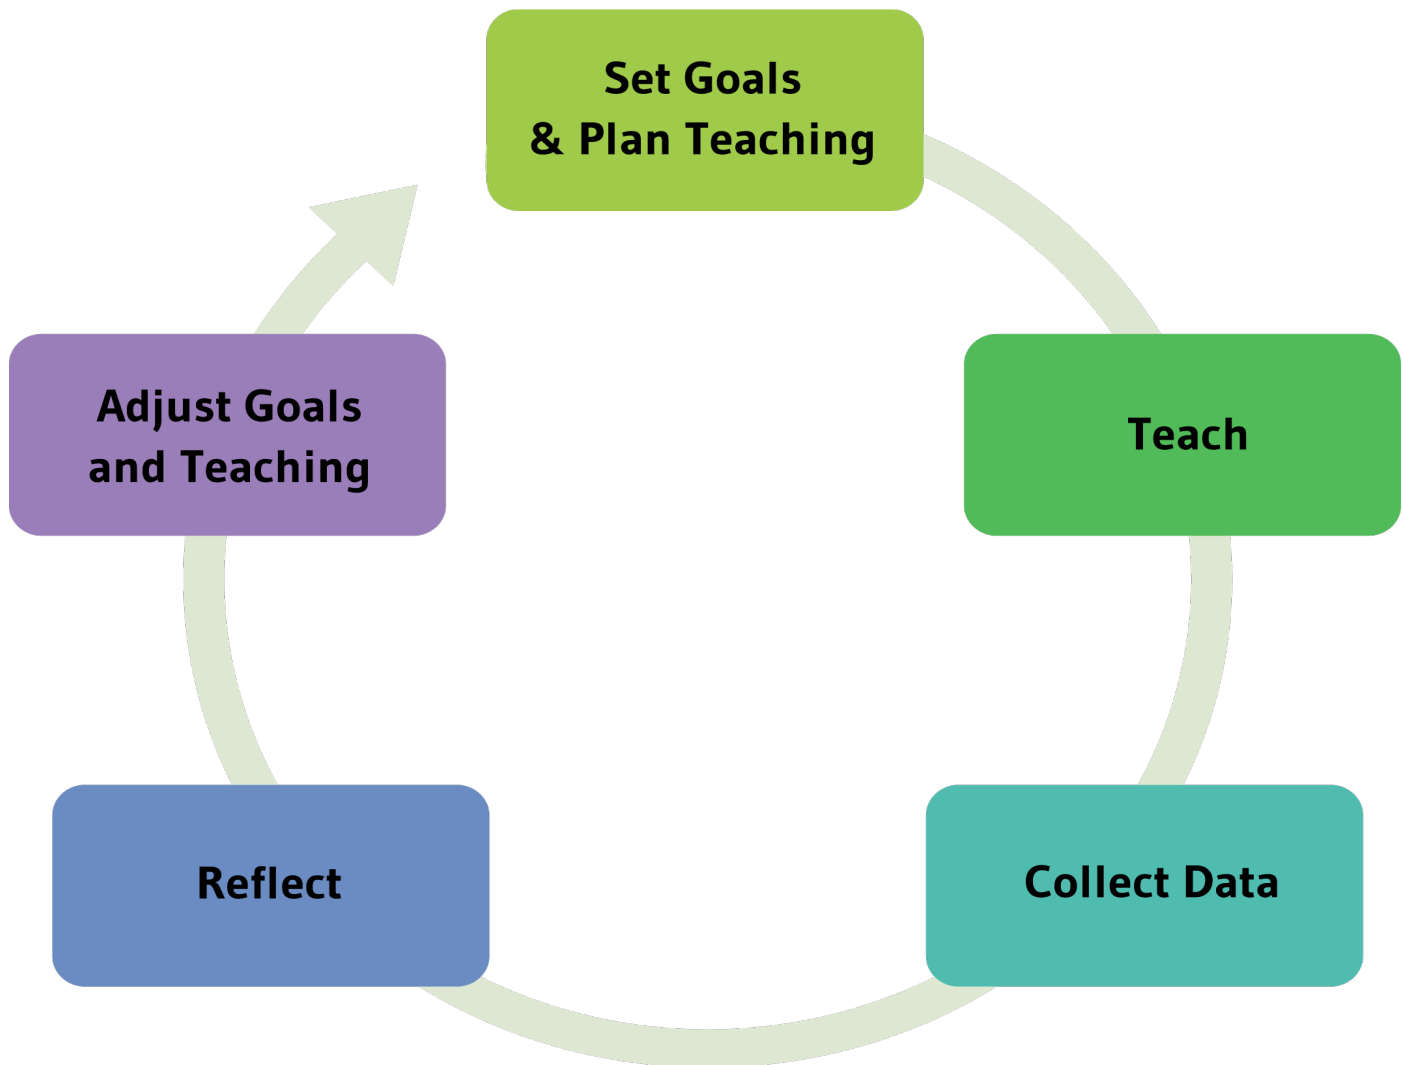 Set Goals
& Plan Teaching
Teach
Collect Data
Reflect
Adjust Goals
and Teaching